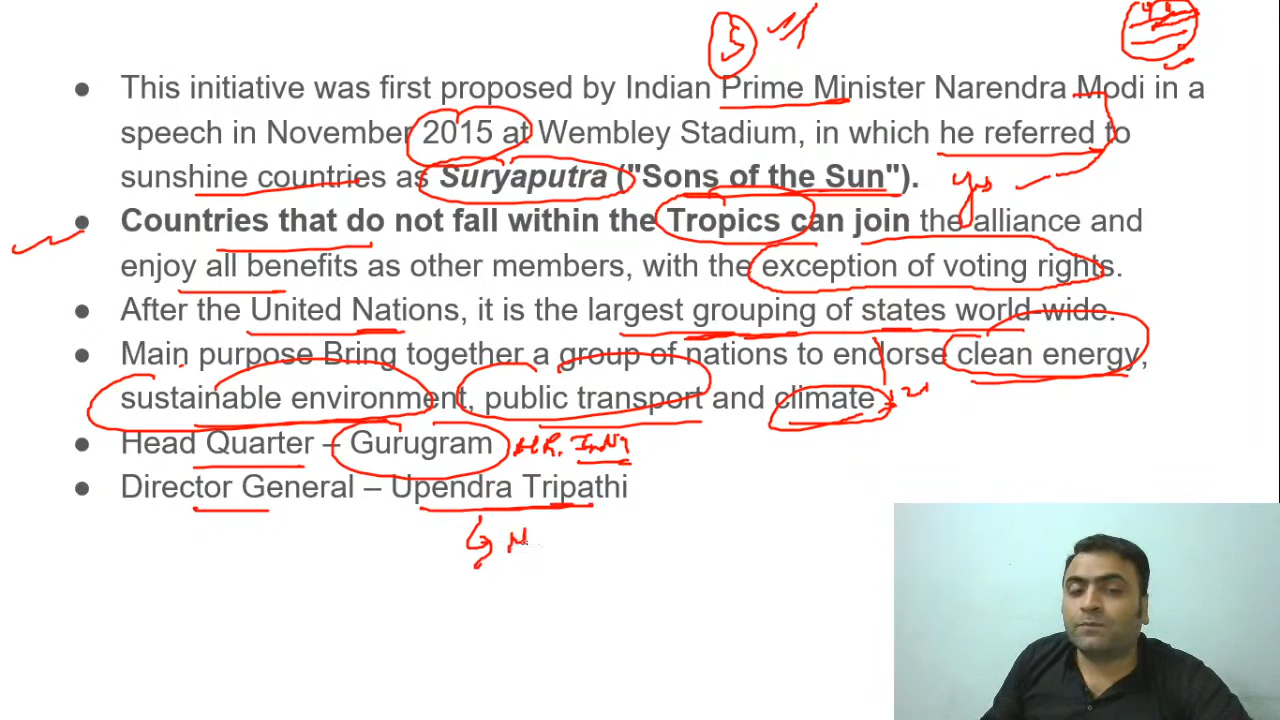 5
● This initiative was first proposed by Indian Prime Minister Narendra Modi in a
speech in November 2015 at Wembley Stadium, in which he referred to
sunshine countries as Suryaputra ("Sons of the Sun").
yes
● Countries that do not fall within the Tropics can join the alliance and
enjoy all benefits as other members, with the exception of voting rights.
● After the United Nations, it is the largest grouping of states world-wide.
● Main purpose Bring together a group of nations to endorse clean energy,
sustainable environment, public transport and climate
● Head Quarter – Gurugram HR.
● Director General – Upendra Tripathi